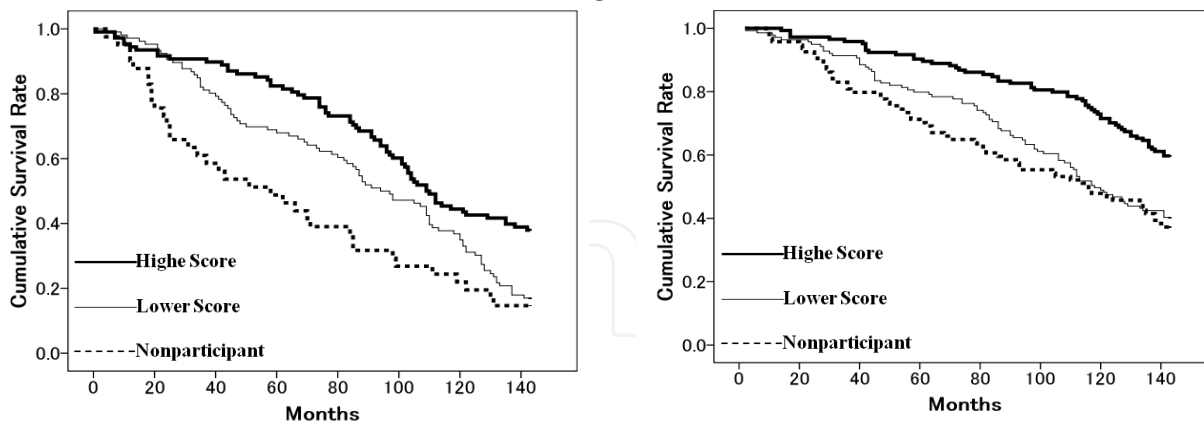 1.0
0.8
0.6
0.4
0.2
0.0
Cumulative Survival Rate
Highe Score
Lower Score
Nonparticipant
0 20 40 60 80 100 120 140
Months
1.0
0.8
0.6
0.4
0.2
0.0
Cumulative Survival Rate
Highe Score
Lower Score
Nonparticipant
0 20 40 60 80 100 120 140
Months